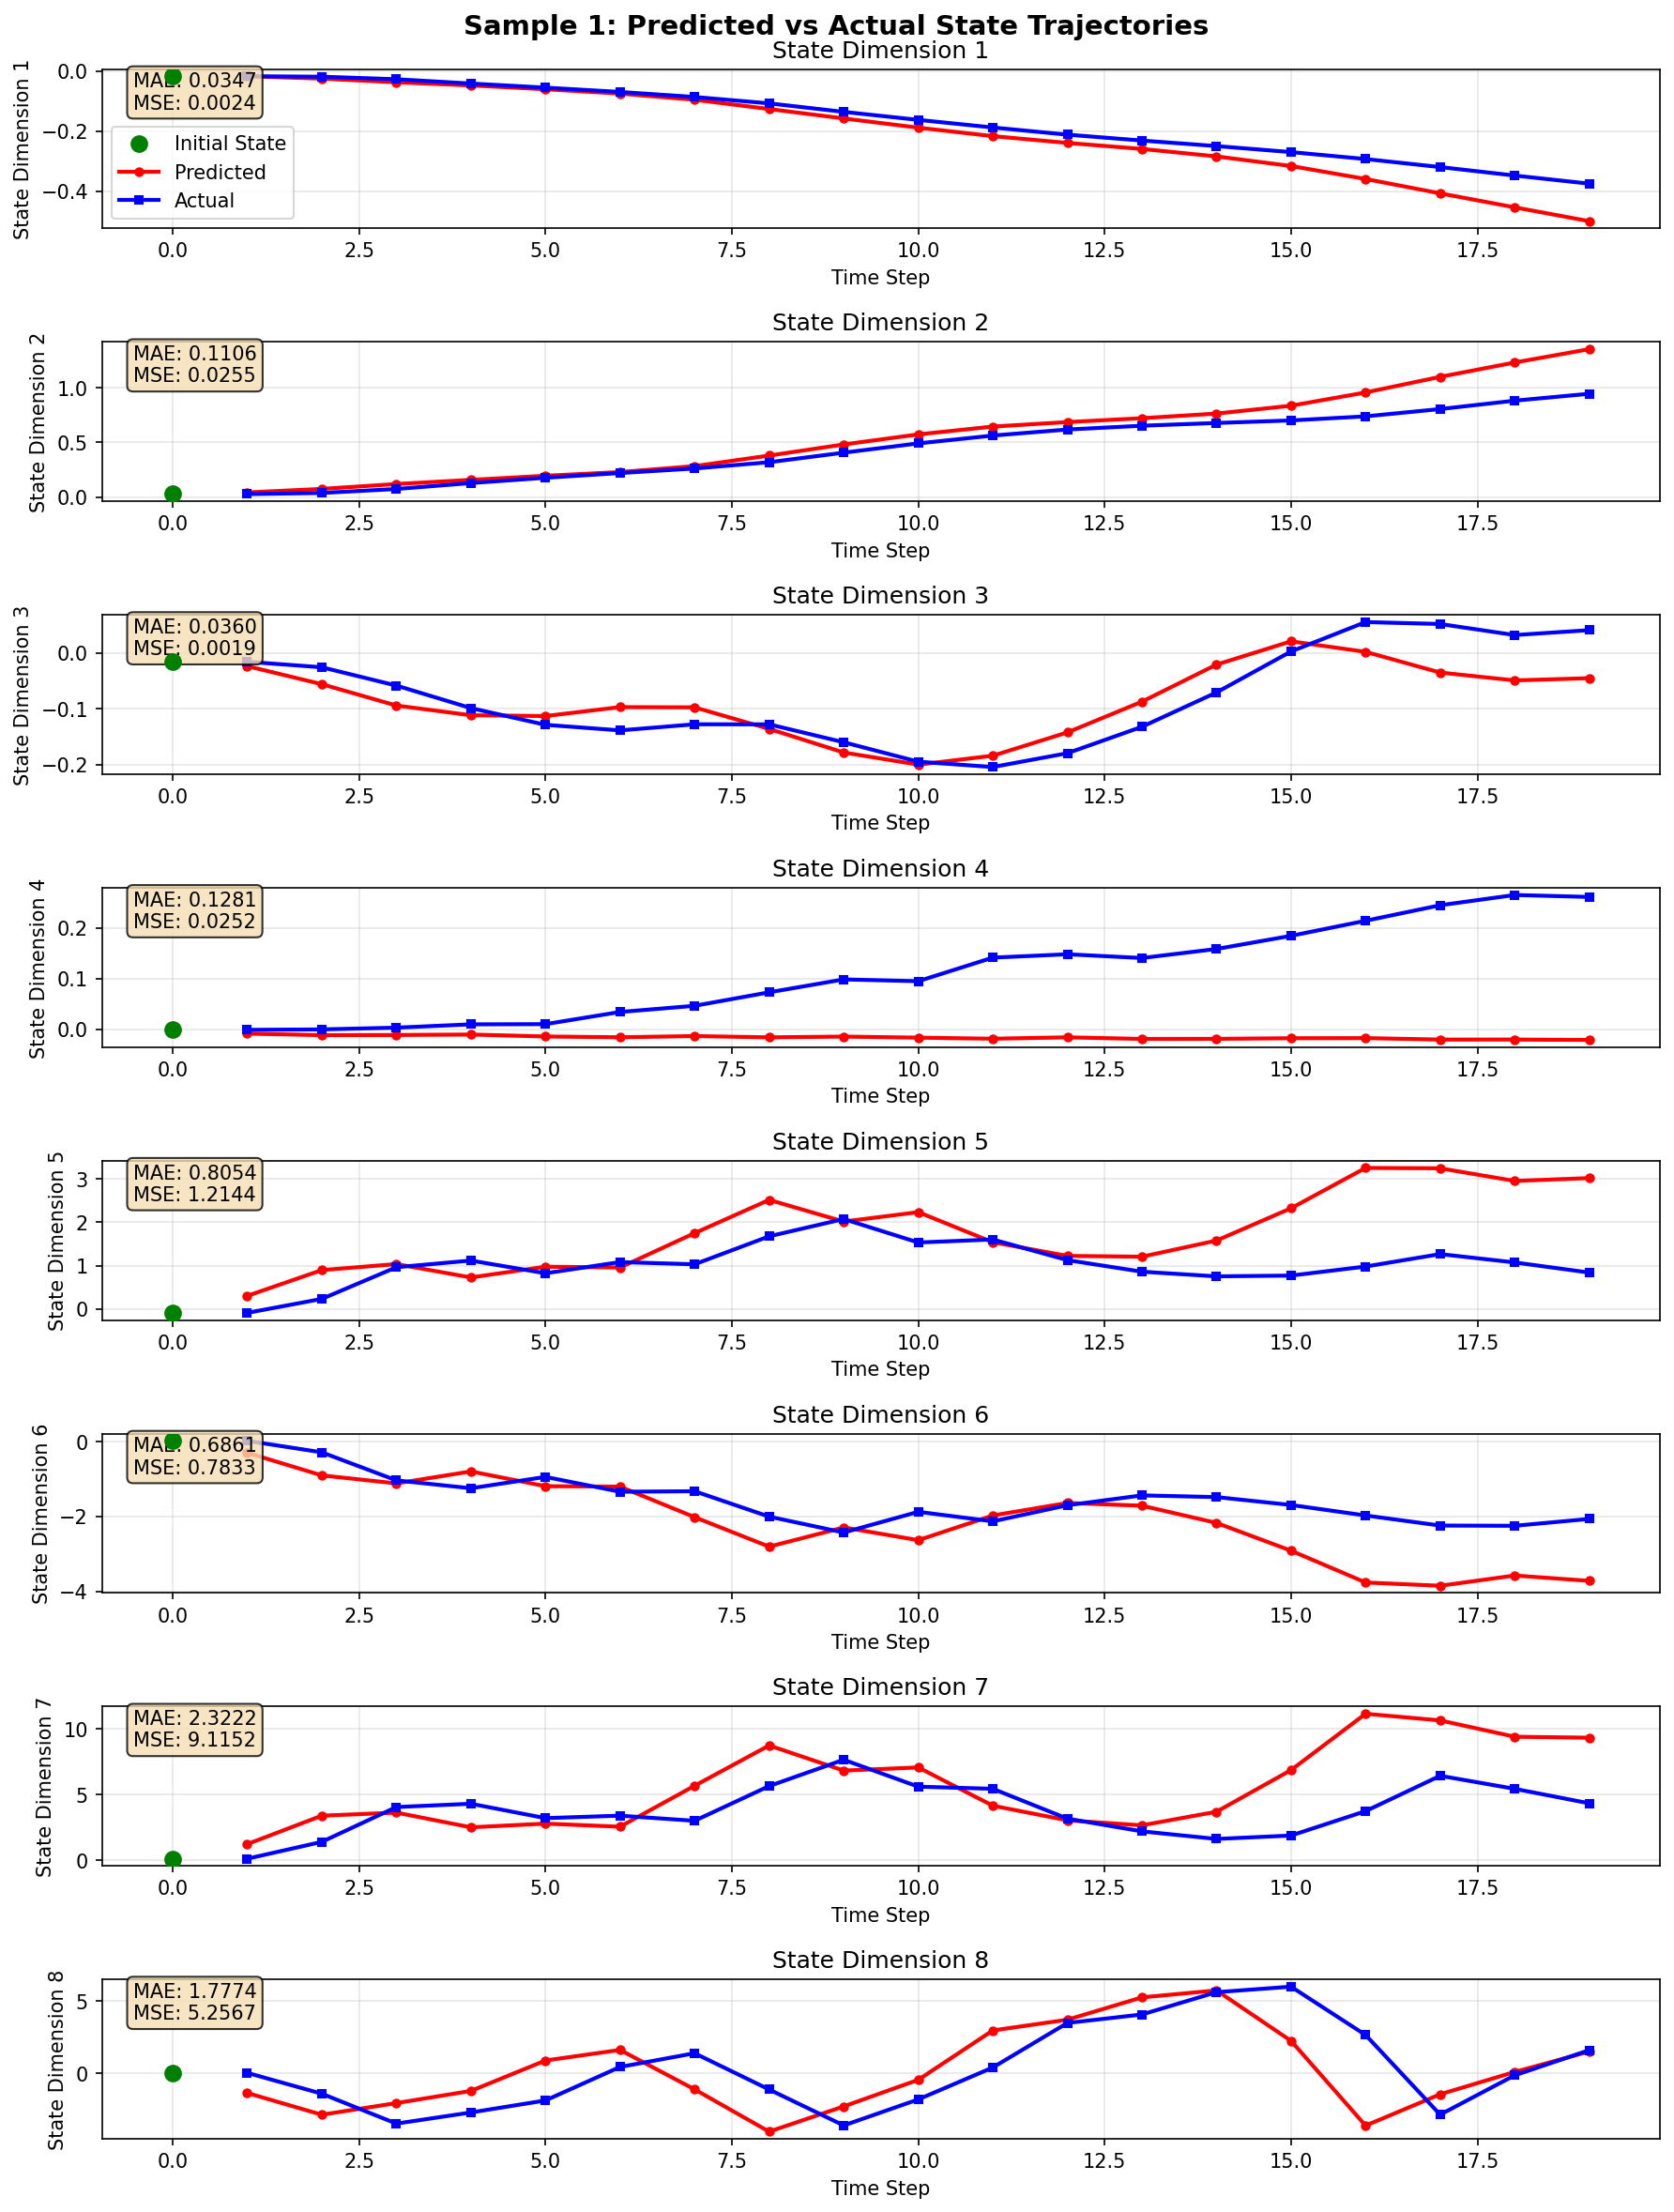 Sample 1: Predicted vs Actual State Trajectories
State Dimension 1
State Dimension 1
0.0
−0.2
−0.4
MAE: 0.0347
MSE: 0.0024
Initial State
Predicted
Actual
0.0 2.5 5.0 7.5 10.0 12.5 15.0 17.5
Time Step
State Dimension 2
State Dimension 2
1.0
0.5
0.0
MAE: 0.1106
MSE: 0.0255
0.0 2.5 5.0 7.5 10.0 12.5 15.0 17.5
Time Step
State Dimension 3
State Dimension 3
0.0
−0.1
−0.2
MAE: 0.0360
MSE: 0.0019
0.0 2.5 5.0 7.5 10.0 12.5 15.0 17.5
Time Step
State Dimension 4
State Dimension 4
0.2
0.1
0.0
MAE: 0.1281
MSE: 0.0252
0.0 2.5 5.0 7.5 10.0 12.5 15.0 17.5
Time Step
State Dimension 5
State Dimension 5
3
2
1
0
MAE: 0.8054
MSE: 1.2144
0.0 2.5 5.0 7.5 10.0 12.5 15.0 17.5
Time Step
State Dimension 6
State Dimension 6
0
−2
−4
MAE: 0.6861
MSE: 0.7833
0.0 2.5 5.0 7.5 10.0 12.5 15.0 17.5
Time Step
State Dimension 7
State Dimension 7
10
5
0
MAE: 2.3222
MSE: 9.1152
0.0 2.5 5.0 7.5 10.0 12.5 15.0 17.5
Time Step
State Dimension 8
State Dimension 8
5
0
MAE: 1.7774
MSE: 5.2567
0.0 2.5 5.0 7.5 10.0 12.5 15.0 17.5
Time Step